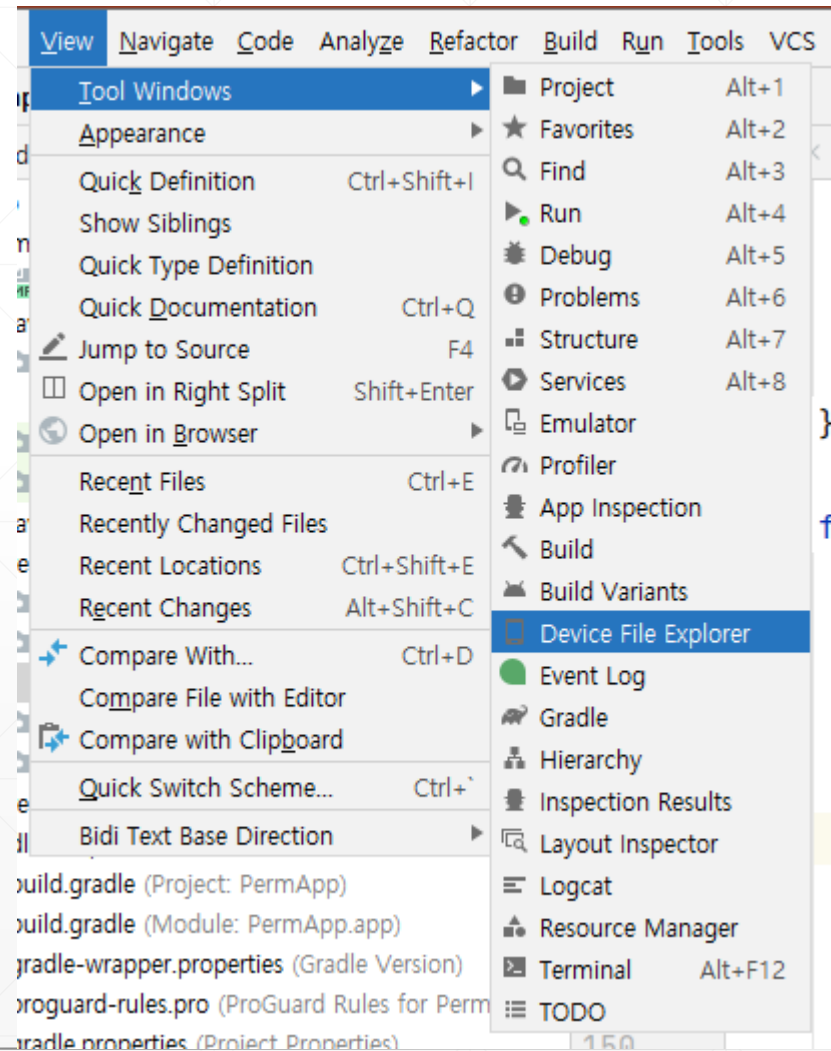 View Navigate Code Analyze Refactor Build Run Tools VCS
Tool Windows
Appearance
Quick Definition Ctrl+Shift+I
Show Siblings
Quick Type Definition
Quick Documentation Ctrl+Q
Jump to Source F4
Open in Right Split Shift+Enter
Open in Browser
Recent Files Ctrl+E
Recently Changed Files
Recent Locations Ctrl+Shift+E
Recent Changes Alt+Shift+C
Compare With... Ctrl+D
Compare File with Editor
Compare with Clipboard
Quick Switch Scheme... Ctrl+`
Bidi Text Base Direction
Project Alt+1
Favorites Alt+2
Find Alt+3
Run Alt+4
Debug Alt+5
Problems Alt+6
Structure Alt+7
Services Alt+8
Emulator
Profiler
App Inspection
Build
Build Variants
Device File Explorer
Event Log
Gradle
Hierarchy
Inspection Results
Layout Inspector
Logcat
Resource Manager
Terminal Alt+F12
TODO
}
f
build.gradle (Project: PermApp)
build.gradle (Module: PermApp.app)
gradle-wrapper.properties (Gradle Version)
proguard-rules.pro (ProGuard Rules for Perm
gradle.properties (Project Properties)
150